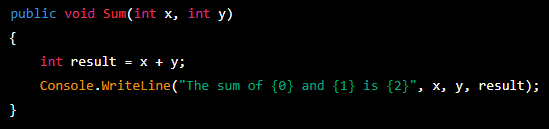 public void Sum(int x, int y)
{
    int result = x + y;
    Console.WriteLine("The sum of {0} and {1} is {2}", x, y, result);
}